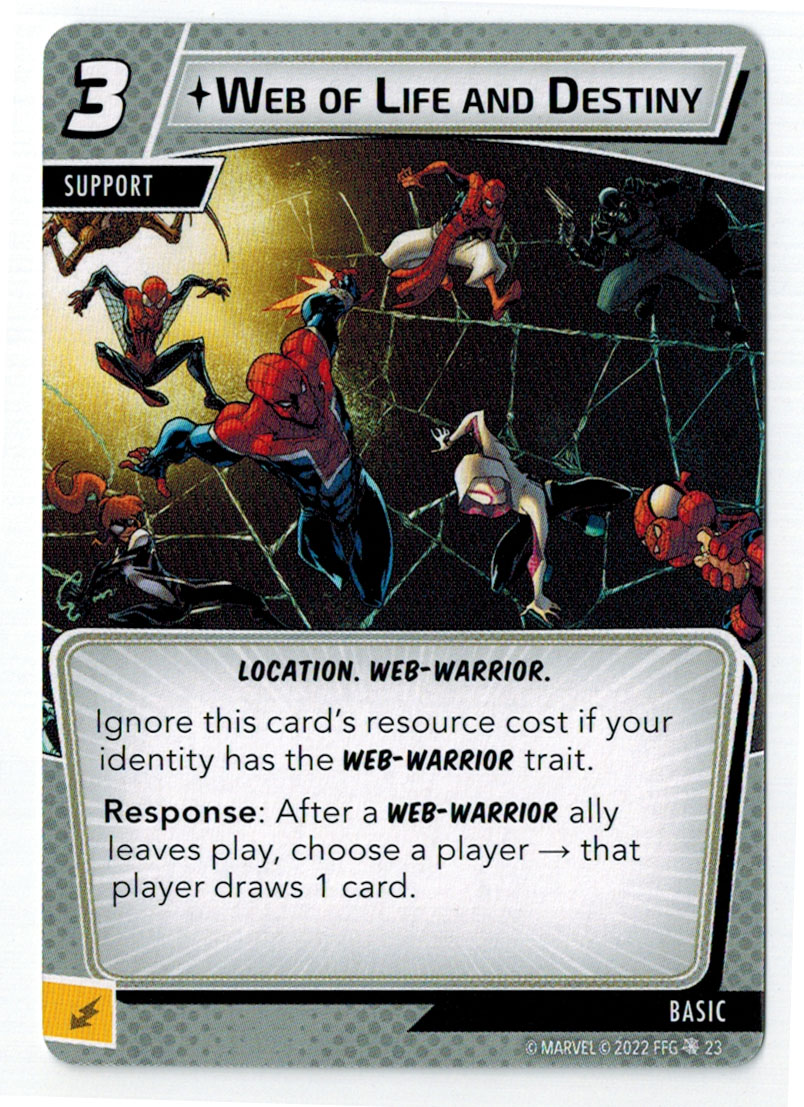 3
WEB OF LIFE AND DESTINY
SUPPORT
LOCATION. WEB-WARRIOR.
Ignore this card's resource cost if your
identity has the WEB-WARRIOR trait.
Response: After a WEB-WARRIOR ally
leaves play, choose a player → that
player draws 1 card.
BASIC
© MARVEL © 2022 FFG 23